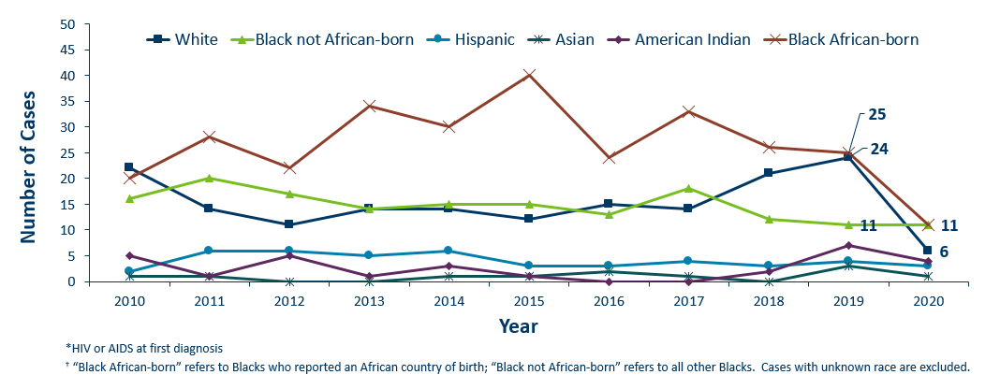 50
White
Black not African-born
Hispanic
Asian
American Indian
Black African-born
45
40
35
30
25
20
15
10
5
0
Number of Cases
25
24
11
11
6
2010 2011 2012 2013 2014 2015 2016 2017 2018 2019 2020
Year
*HIV or AIDS at first diagnosis
† “Black African-born” refers to Blacks who reported an African country of birth; “Black not African-born” refers to all other Blacks. Cases with unknown race are excluded.